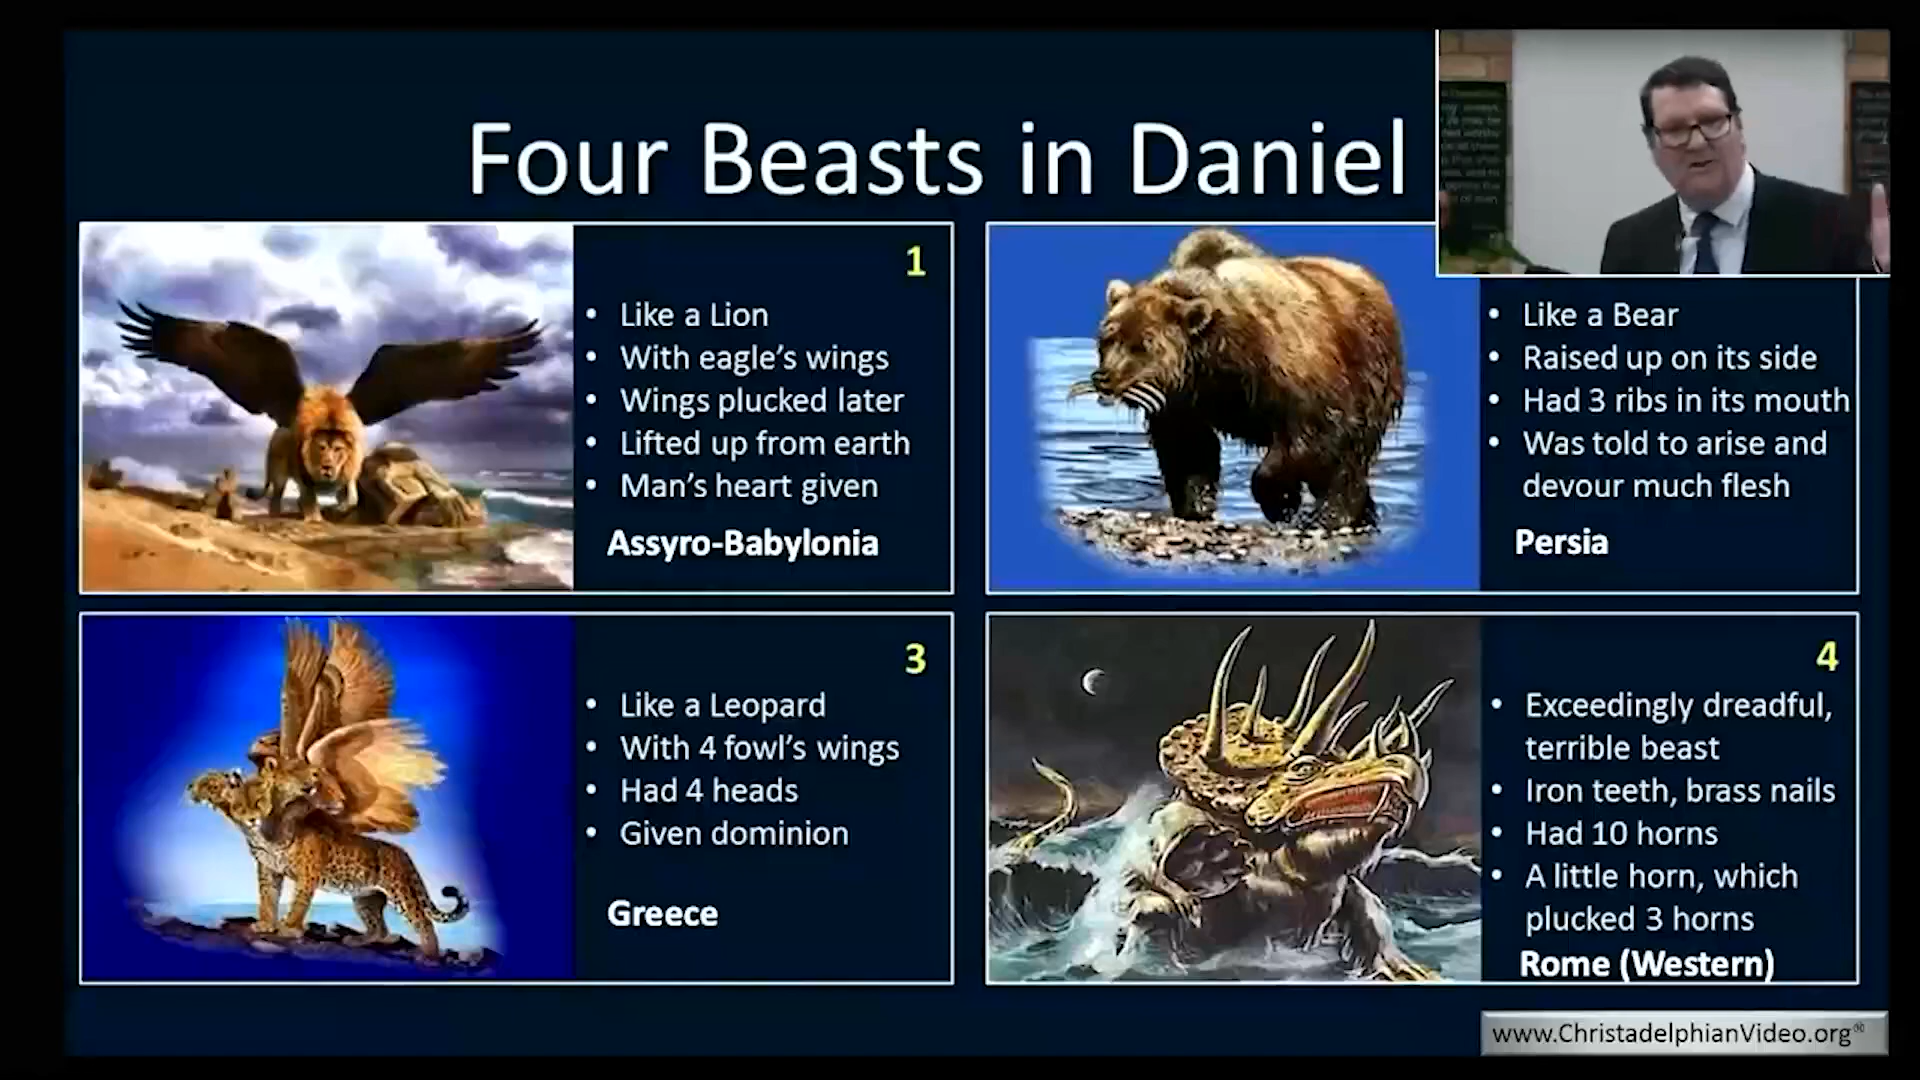 Four Beasts in Daniel
1
• Like a Lion
• With eagle's wings
• Wings plucked later
• Lifted up from earth
• Man's heart given
Assyro-Babylonia
• Like a Bear
• Raised up on its side
• Had 3 ribs in its mouth
• Was told to arise and
devour much flesh
Persia
3
• Like a Leopard
• With 4 fowl's wings
• Had 4 heads
• Given dominion
Greece
4
• Exceedingly dreadful,
terrible beast
• Iron teeth, brass nails
• Had 10 horns
• A little horn, which
plucked 3 horns
Rome (Western)
www.ChristadelphianVideo.org®